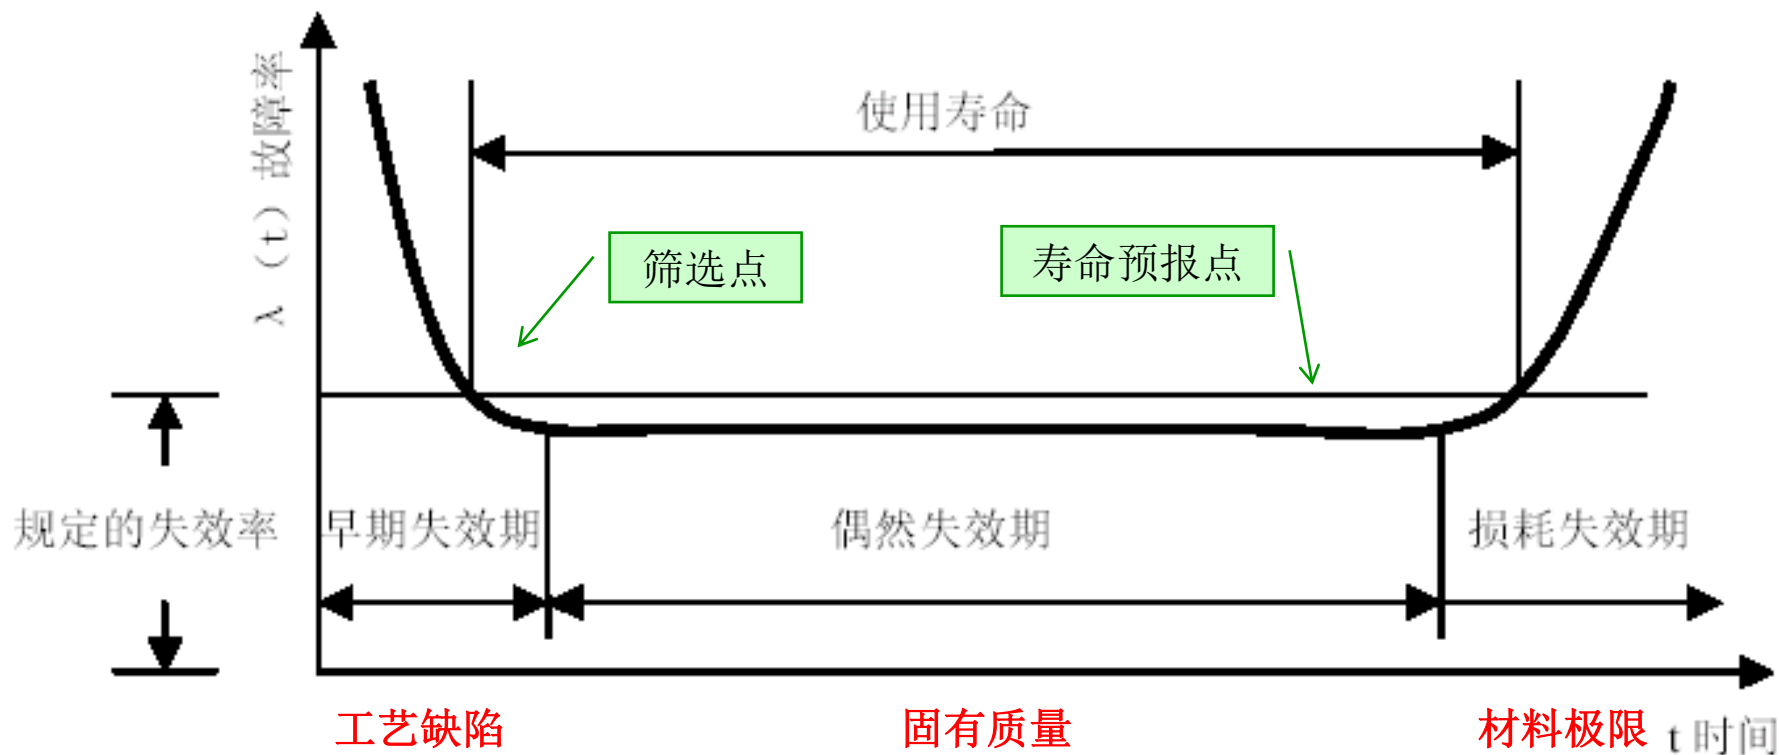 λ（t）故障率
使用寿命
筛选点
寿命预报点
规定的失效率
早期失效期
偶然失效期
损耗失效期
工艺缺陷
固有质量
材料极限
t 时间